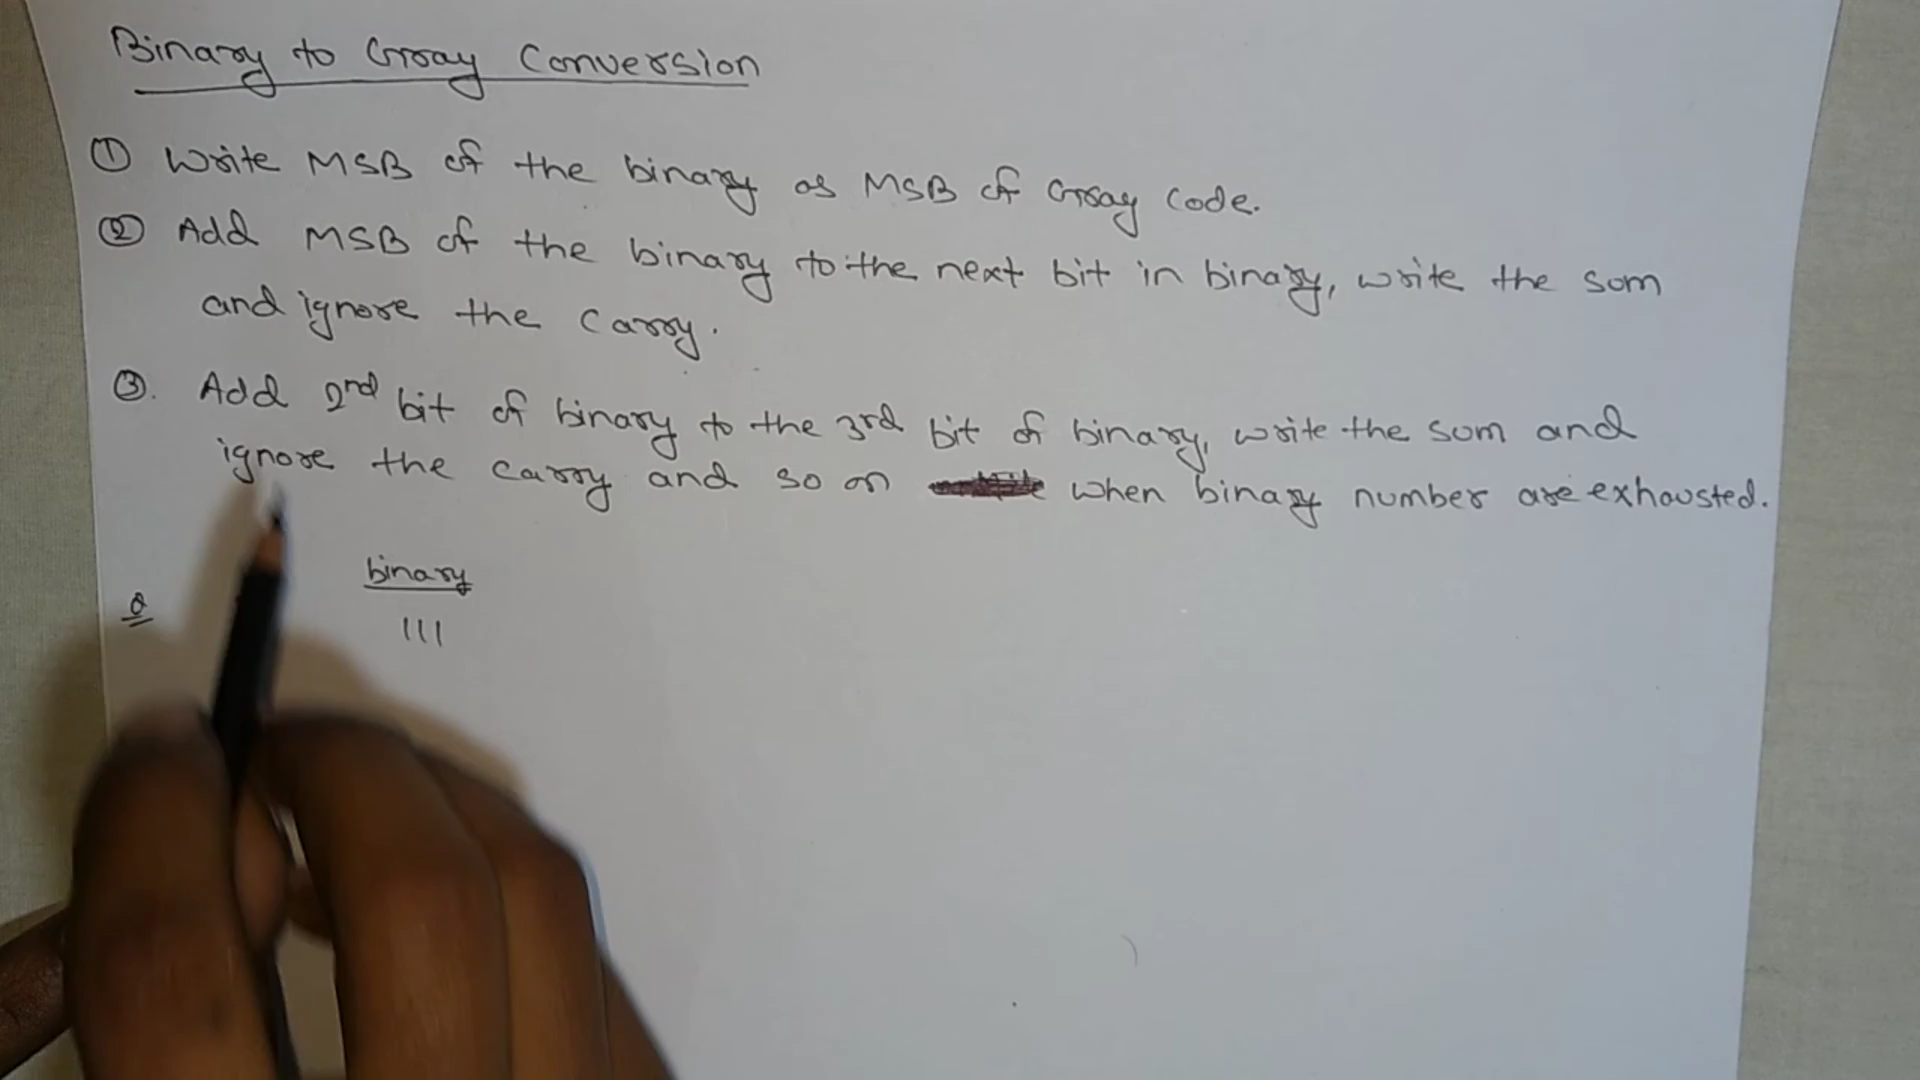 Binary to Gray Conversion
① Write MSB of the binary as MSB of Gray Code.
② Add MSB of the binary to the next bit in binary, write the sum
and ignore the carry.
③. Add 2nd bit of binary to the 3rd bit of binary, write the sum and
ignore the carry and so on when binary number are exhausted.
binary
Q 111